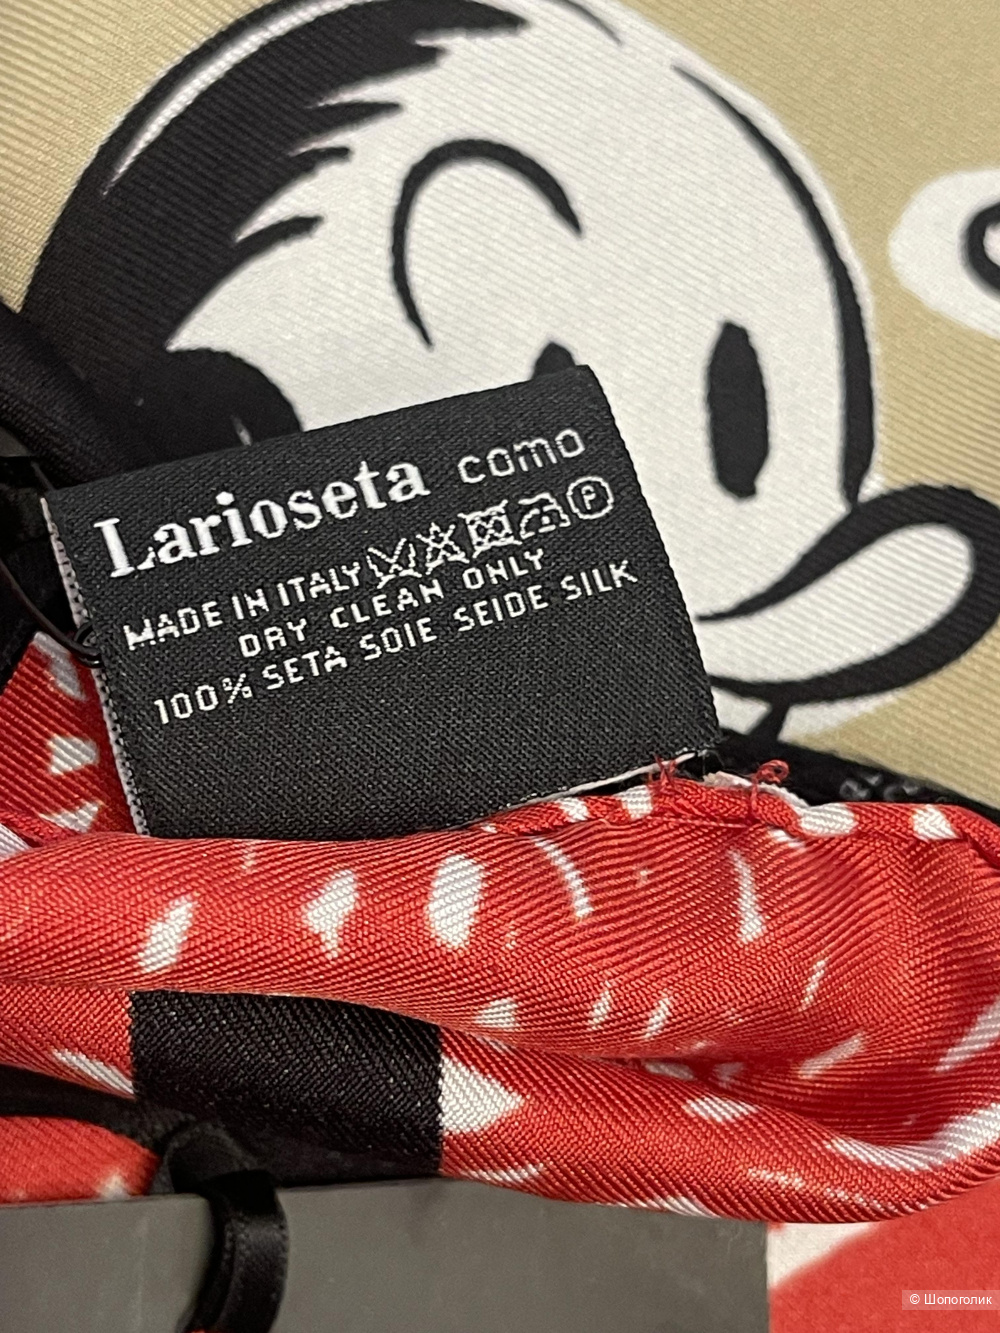 Larioseta como
MADE IN ITALY P
DRY CLEAN ONLY
100% SETA SOIE SEIDE SILK
© Шопоголик